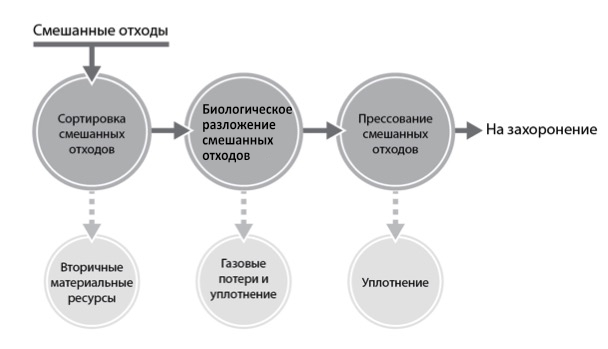 Смешанные отходы
Сортировка
смешанных
отходов
Биологическое
разложение
смешанных
отходов
Прессование
смешанных
отходов
На захоронение
Вторичные
материальные
ресурсы
Газовые
потери и
уплотнение
Уплотнение